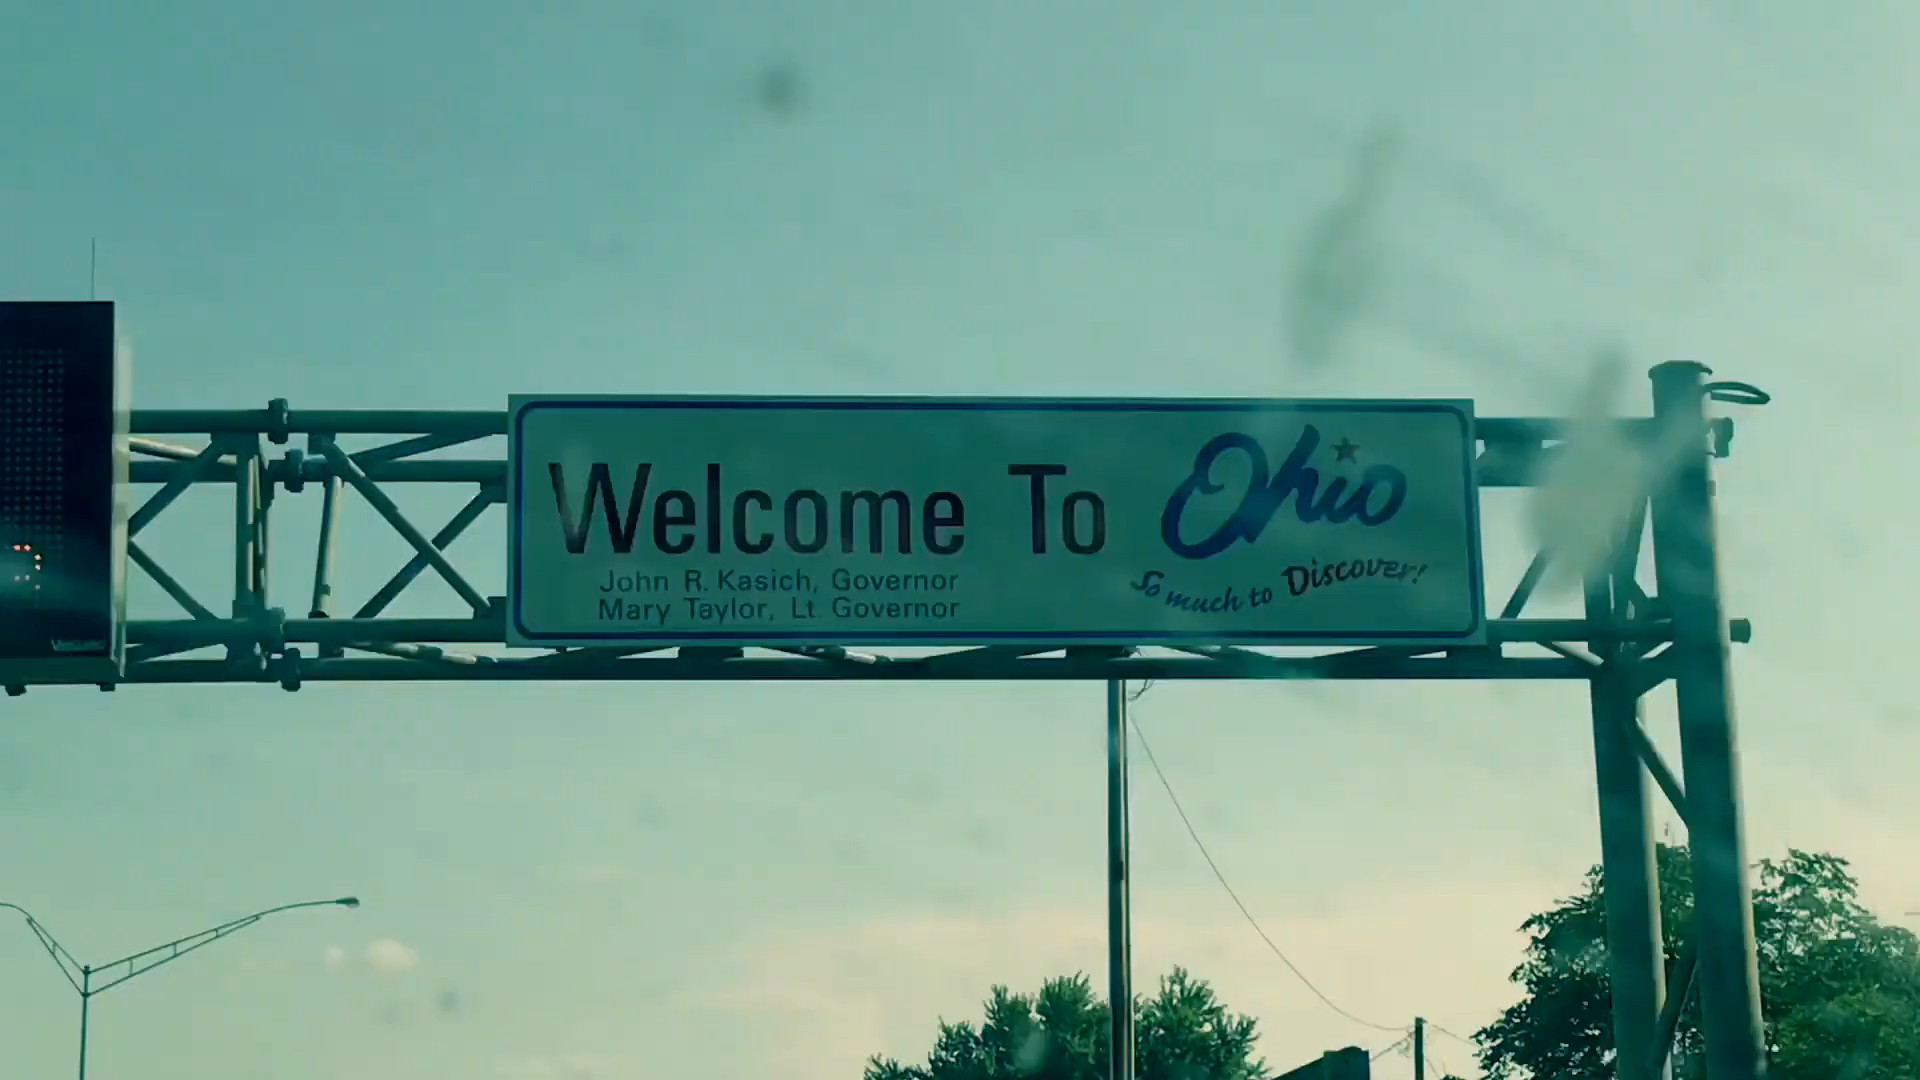 Welcome To Ohio
So much to Discover!
John R. Kasich, Governor
Mary Taylor, Lt. Governor